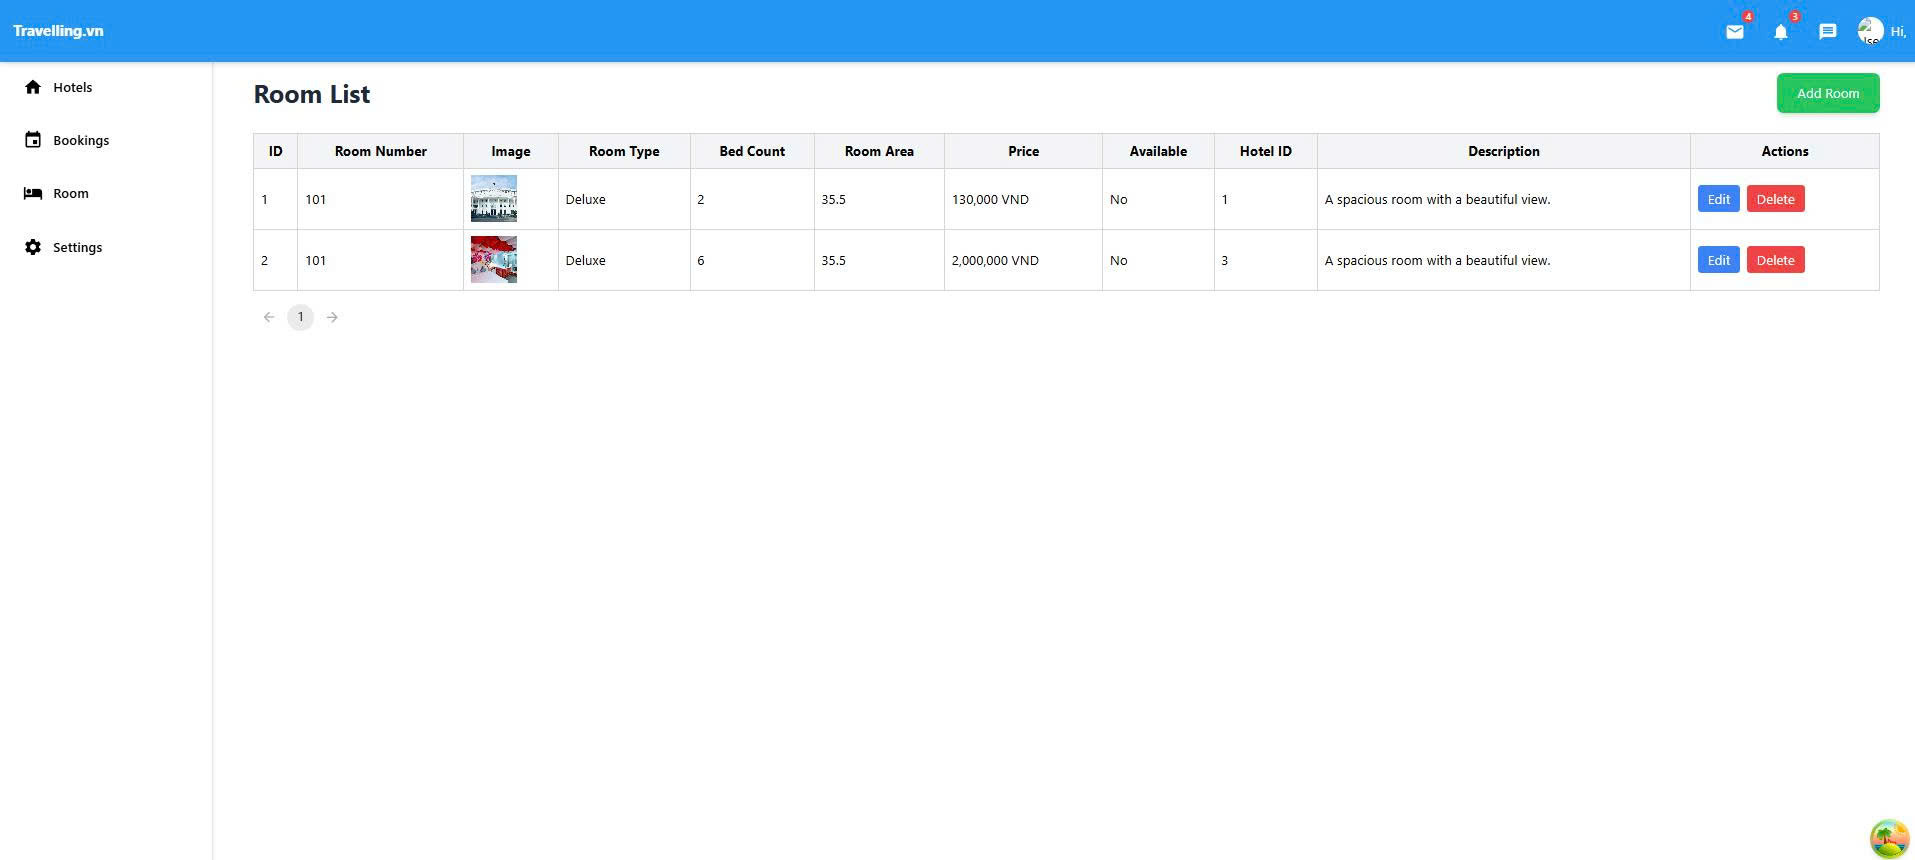 Travelling.vn
4
3
Hi,
Hotels
Bookings
Room
Settings
Room List
Add Room
ID Room Number Image Room Type Bed Count Room Area Price Available Hotel ID Description Actions
1 101 Deluxe 2 35.5 130,000 VND No 1 A spacious room with a beautiful view. Edit Delete
2 101 Deluxe 6 35.5 2,000,000 VND No 3 A spacious room with a beautiful view. Edit Delete
1